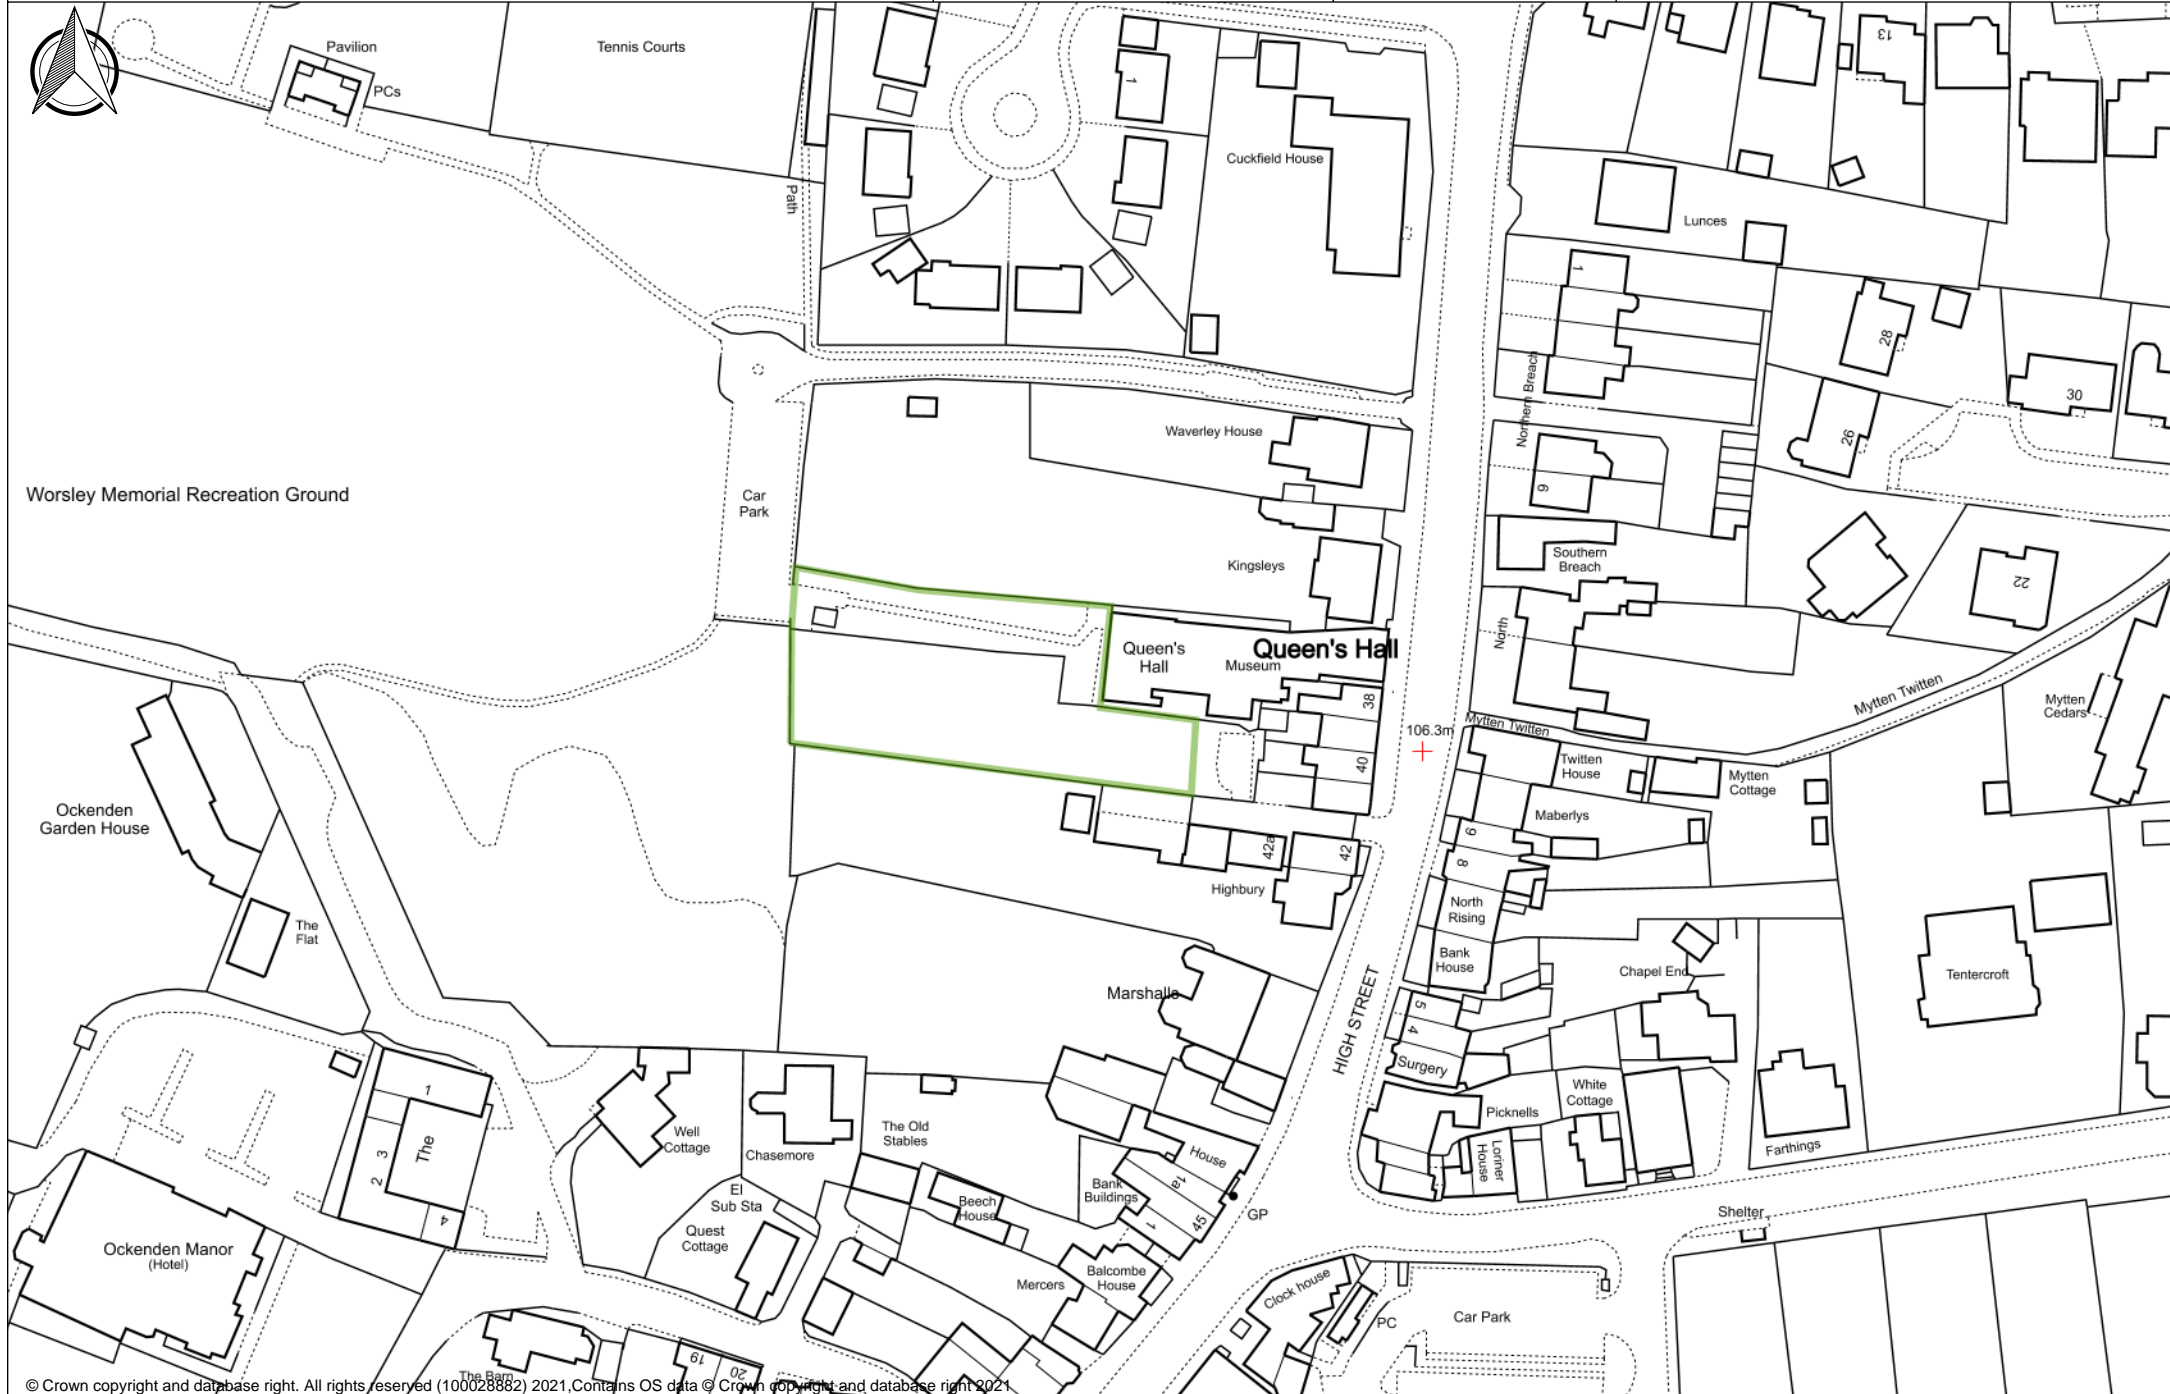 Pavilion
PCs
Tennis Courts
Path
1
Cuckfield House
13
Lunces
1
Northern Breach
28
30
26
Waverley House
6
Worsley Memorial Recreation Ground
Car
Park
Kingsleys
Southern
Breach
22
Queen's
Hall
Museum
Queen's Hall
North
38
106.3m
Mytten Twitten
Mytten Twitten
Mytten
Cedars
40
Twitten
House
Mytten
Cottage
Maberlys
Ockenden
Garden House
42a
42
Highbury
9
8
The
Flat
North
Rising
Bank
House
Chapel End
Tentercroft
Marshalls
HIGH STREET
5
4
Surgery
White
Cottage
Picknells
Loriner
House
Farthings
1
3
2
The
4
Well
Cottage
Chasemore
The Old
Stables
House
1a
Bank
Buildings
1
45
GP
El
Sub Sta
Quest
Cottage
Beech
House
Shelter
Ockenden Manor
(Hotel)
Mercers
Balcombe
House
Clock house
PC
Car Park
19
20
The Barn
© Crown copyright and database right. All rights reserved (100028882) 2021,Contains OS data © Crown copyright and database right 2021